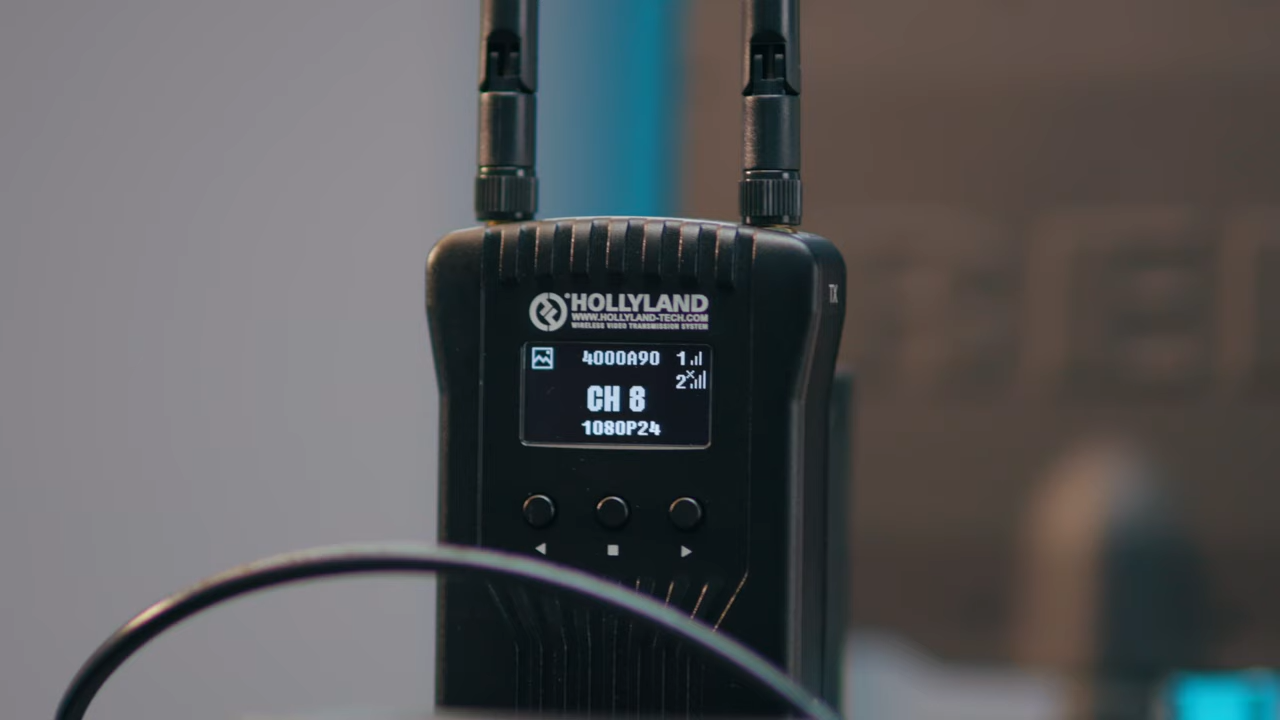 HOLLYLAND
WWW.HOLLYLAND-TECH.COM
WIRELESS VIDEO TRANSMISSION SYSTEM
4000A90 1
2
CH 8
1080P24
TX